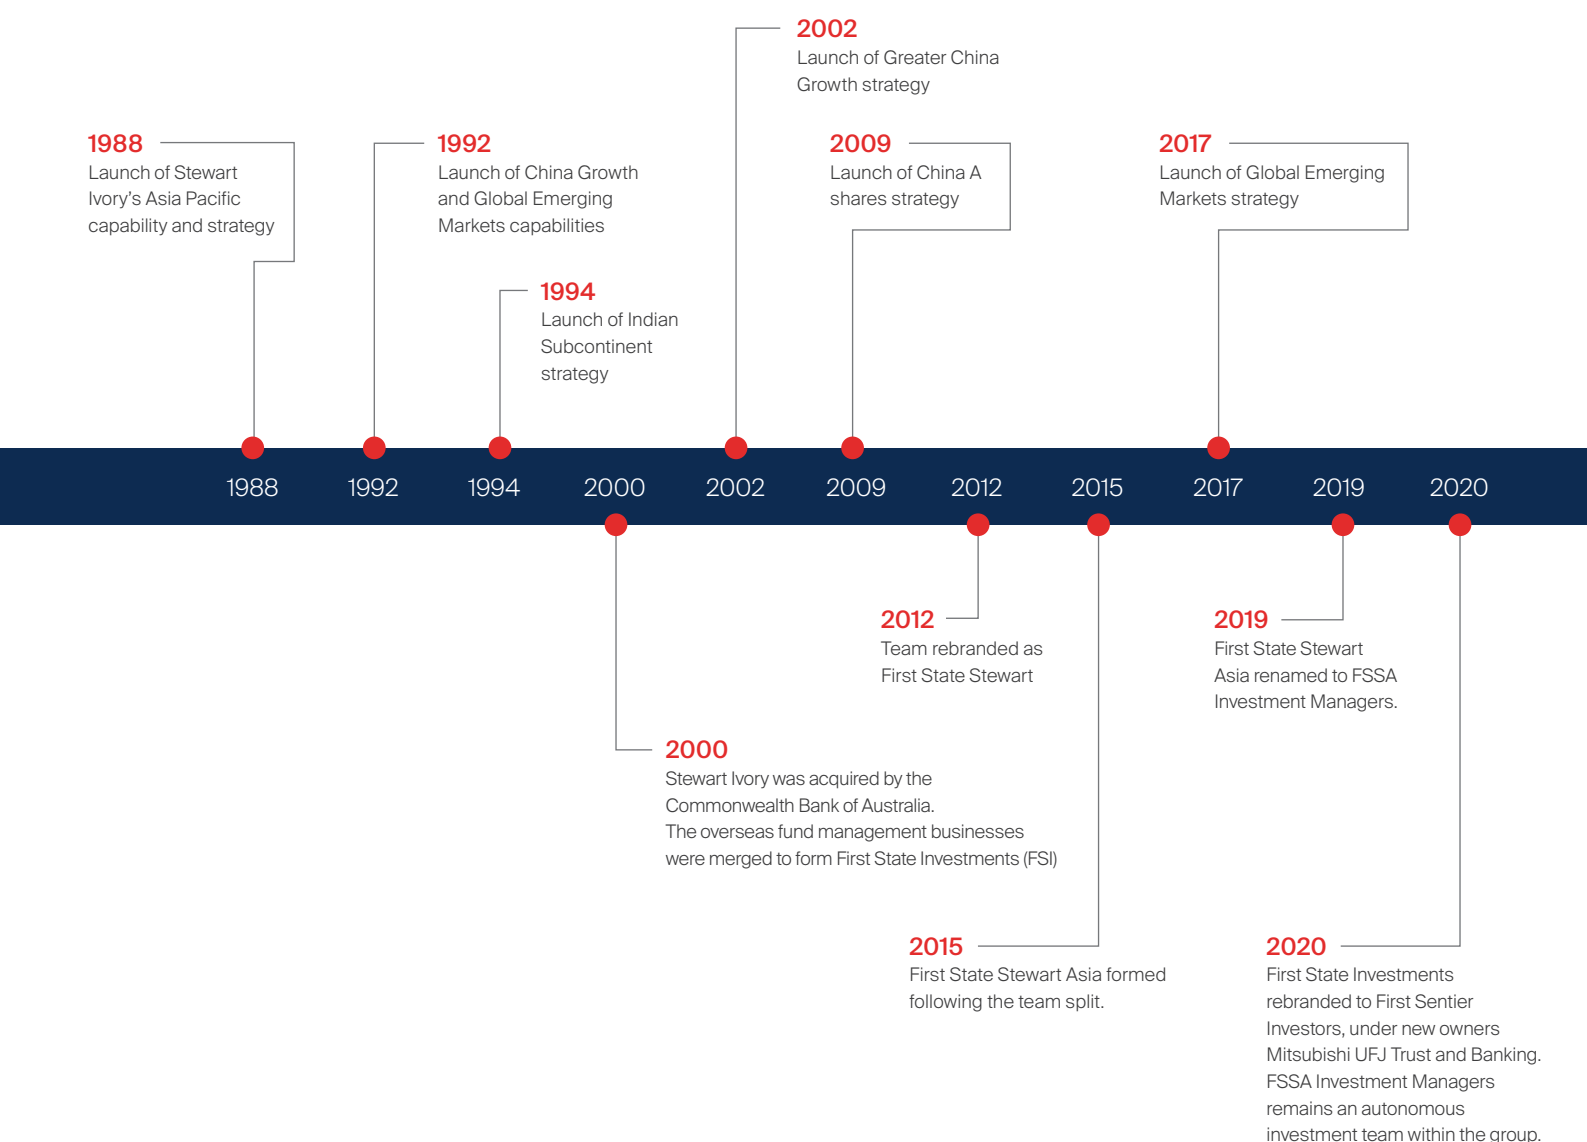 2002
Launch of Greater China
Growth strategy
1988
Launch of Stewart
Ivory's Asia Pacific
capability and strategy
1992
Launch of China Growth
and Global Emerging
Markets capabilities
2009
Launch of China A
shares strategy
2017
Launch of Global Emerging
Markets strategy
1994
Launch of Indian
Subcontinent
strategy
1988 1992 1994 2000 2002 2009 2012 2015 2017 2019 2020
2012
Team rebranded as
First State Stewart
2019
First State Stewart
Asia renamed to FSSA
Investment Managers.
2000
Stewart Ivory was acquired by the
Commonwealth Bank of Australia.
The overseas fund management businesses
were merged to form First State Investments (FSI)
2015
First State Stewart Asia formed
following the team split.
2020
First State Investments
rebranded to First Sentier
Investors, under new owners
Mitsubishi UFJ Trust and Banking.
FSSA Investment Managers
remains an autonomous
investment team within the group.